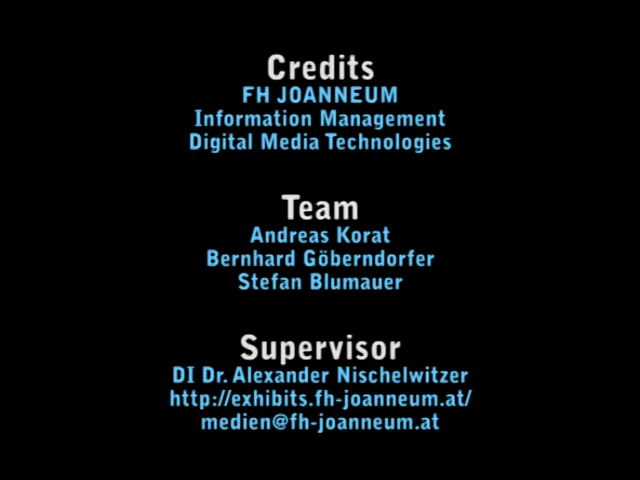 Credits
FH JOANNEUM
Information Management
Digital Media Technologies
Team
Andreas Korat
Bernhard Göberndorfer
Stefan Blumauer
Supervisor
DI Dr. Alexander Nischelwitzer
http://exhibits.fh-joanneum.at/
medien@fh-joanneum.at